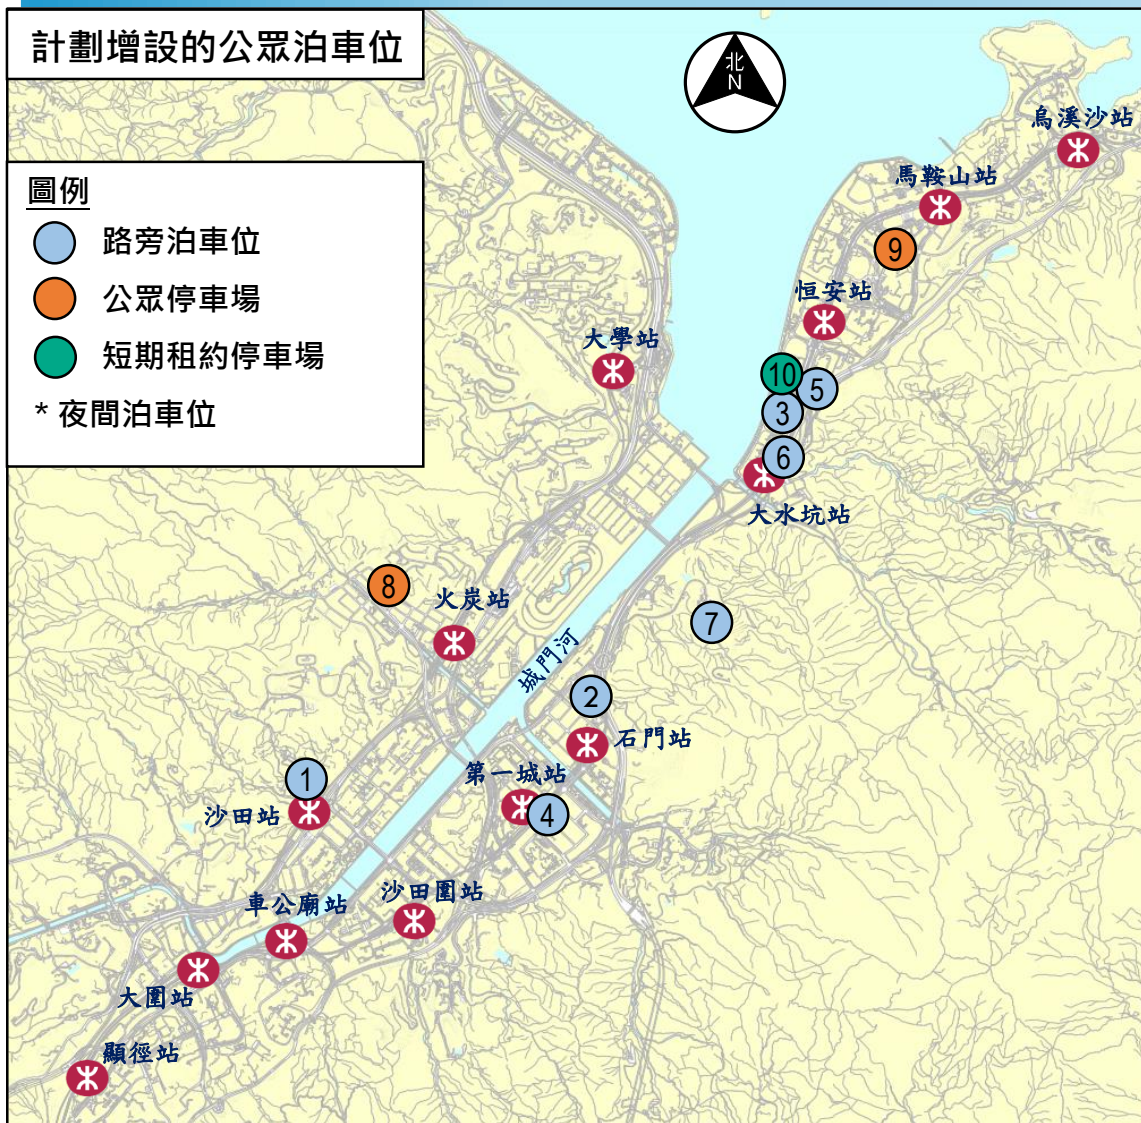 計劃增設的公眾泊車位
北
N
圖例
路旁泊車位
公眾停車場
短期租約停車場
* 夜間泊車位
烏溪沙站
馬鞍山站
9
恒安站
大學站
10
5
3
6
大水坑站
8
火炭站
7
城門河
2
石門站
1
第一城站
沙田站
4
沙田圍站
車公廟站
大圍站
顯徑站